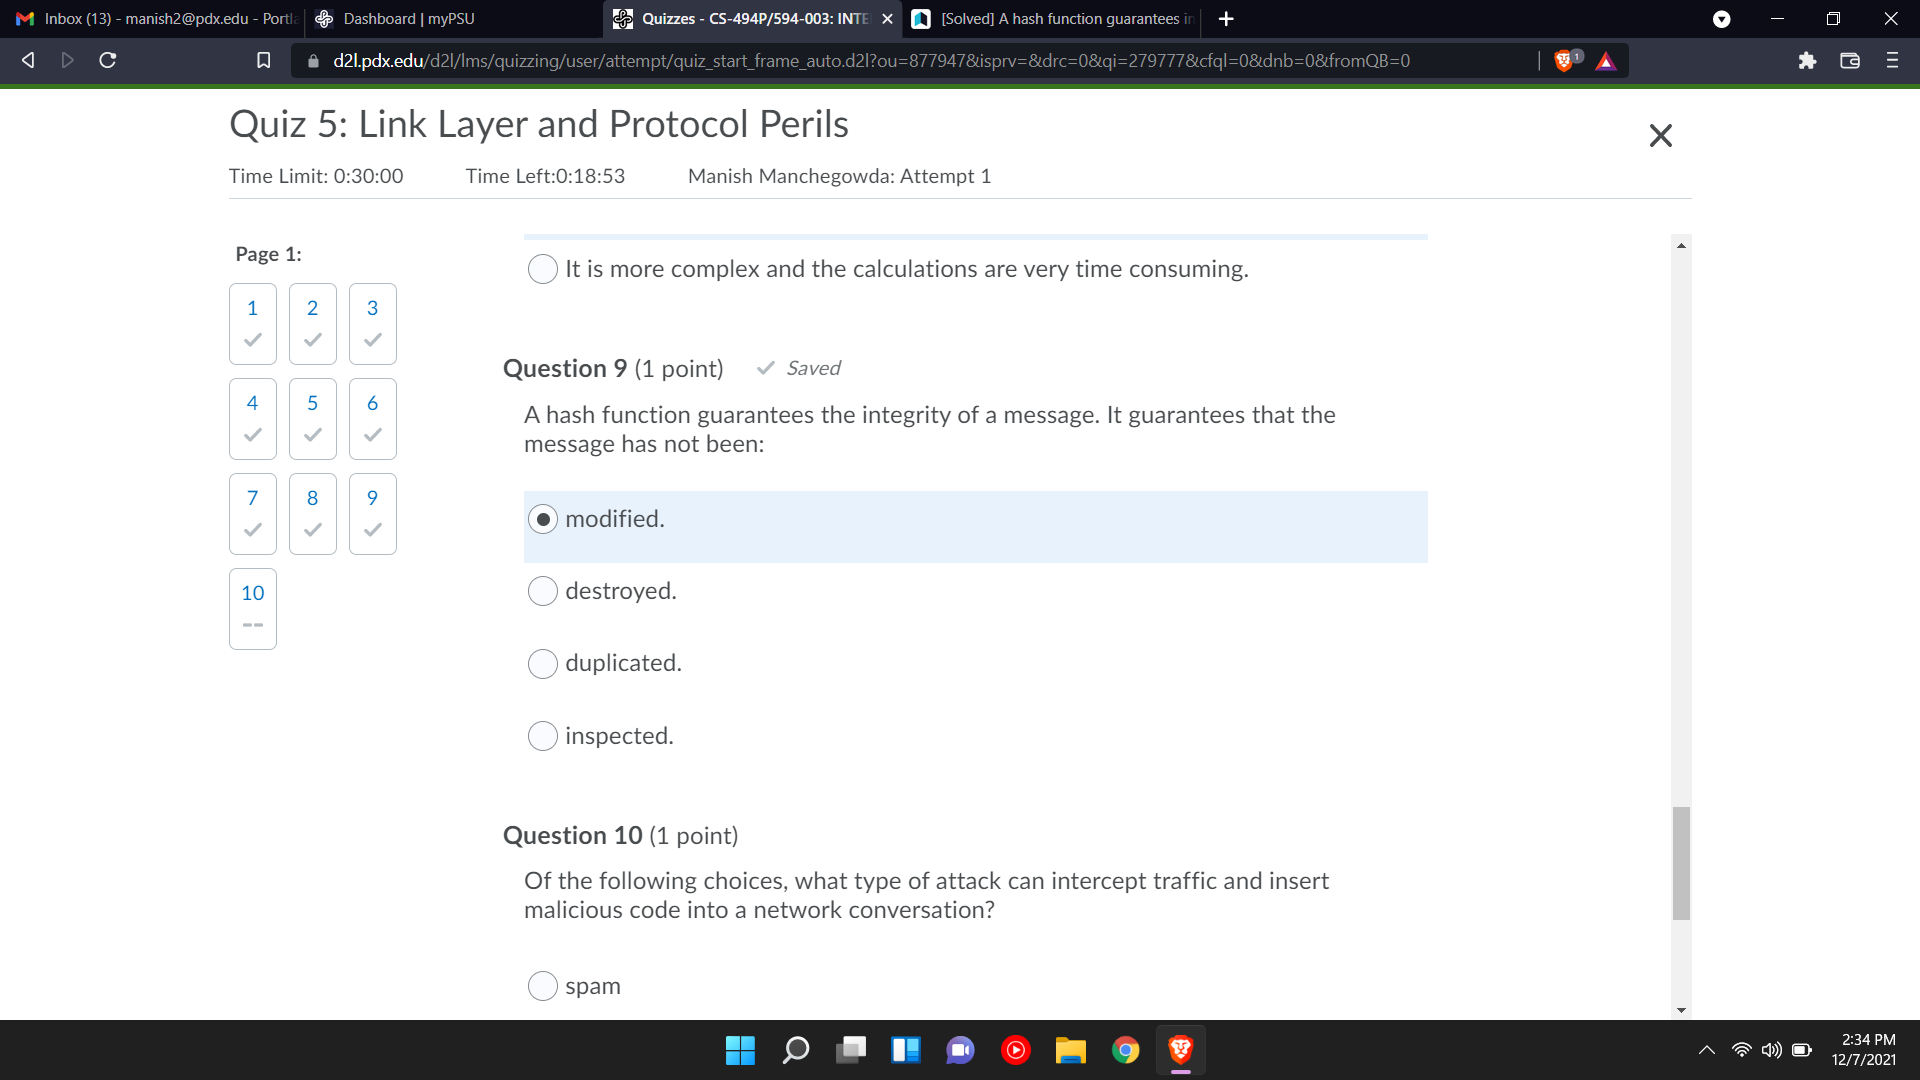 Inbox (13) - manish2@pdx.edu - Portl
Dashboard | myPSU
Quizzes - CS-494P/594-003: INTE
[Solved] A hash function guarantees in
d2l.pdx.edu/d2l/lms/quizzing/user/attempt/quiz_start_frame_auto.d2l?ou=877947&isprv=&drc=0&qi=279777&cfql=0&dnb=0&fromQB=0
1
Quiz 5: Link Layer and Protocol Perils
Time Limit: 0:30:00 Time Left:0:18:53 Manish Manchegowda: Attempt 1
Page 1:
1 2 3
4 5 6
7 8 9
10
--
It is more complex and the calculations are very time consuming.
Question 9 (1 point) Saved
A hash function guarantees the integrity of a message. It guarantees that the
message has not been:
modified.
destroyed.
duplicated.
inspected.
Question 10 (1 point)
Of the following choices, what type of attack can intercept traffic and insert
malicious code into a network conversation?
spam
2:34 PM
12/7/2021